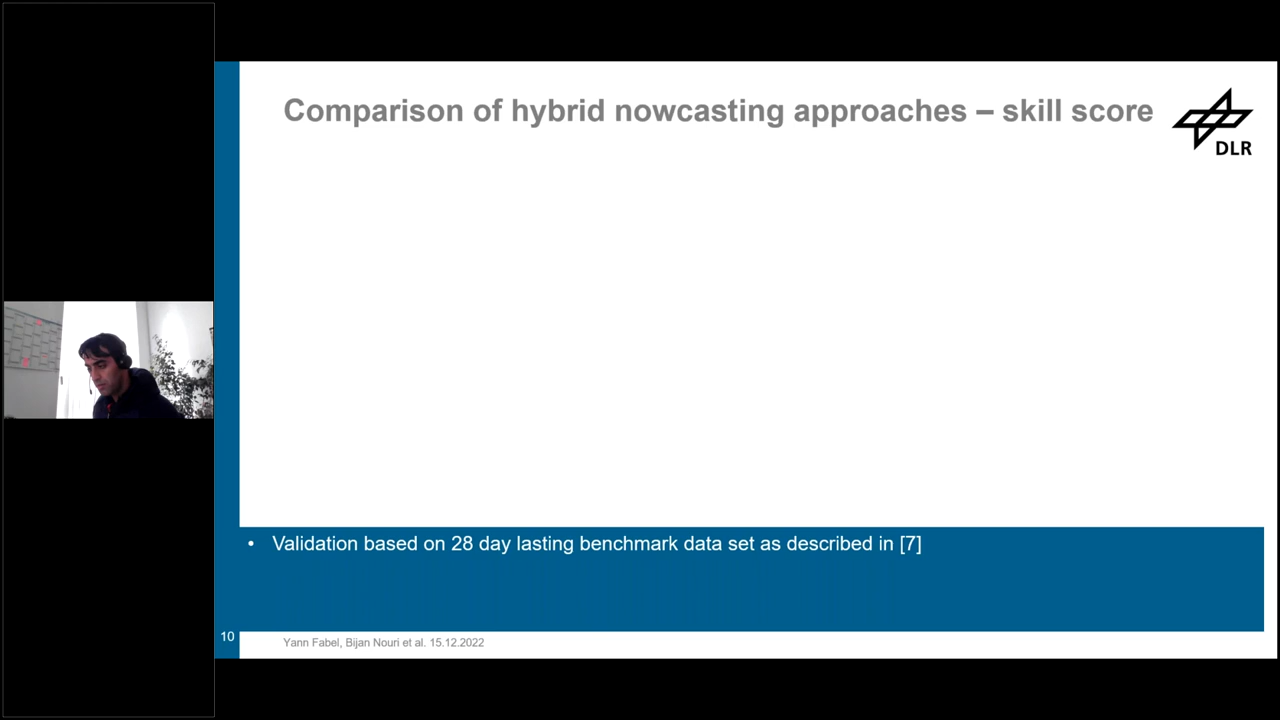 Comparison of hybrid nowcasting approaches – skill score
DLR
• Validation based on 28 day lasting benchmark data set as described in [7]
10
Yann Fabel, Bijan Nouri et al. 15.12.2022